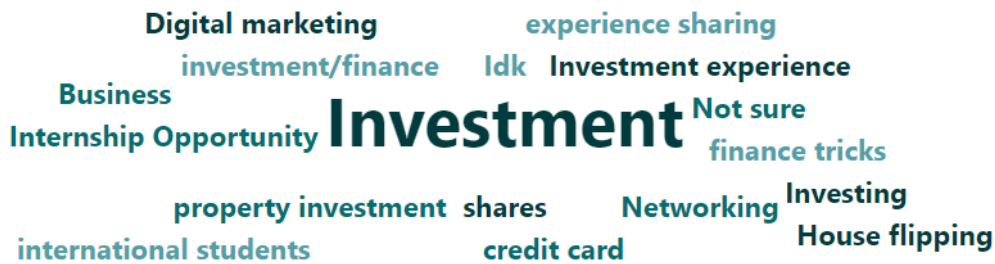 Digital marketing
experience sharing
investment/finance
Idk
Investment experience
Business
Investment
Not sure
Internship Opportunity
finance tricks
Investing
property investment
shares
Networking
House flipping
international students
credit card